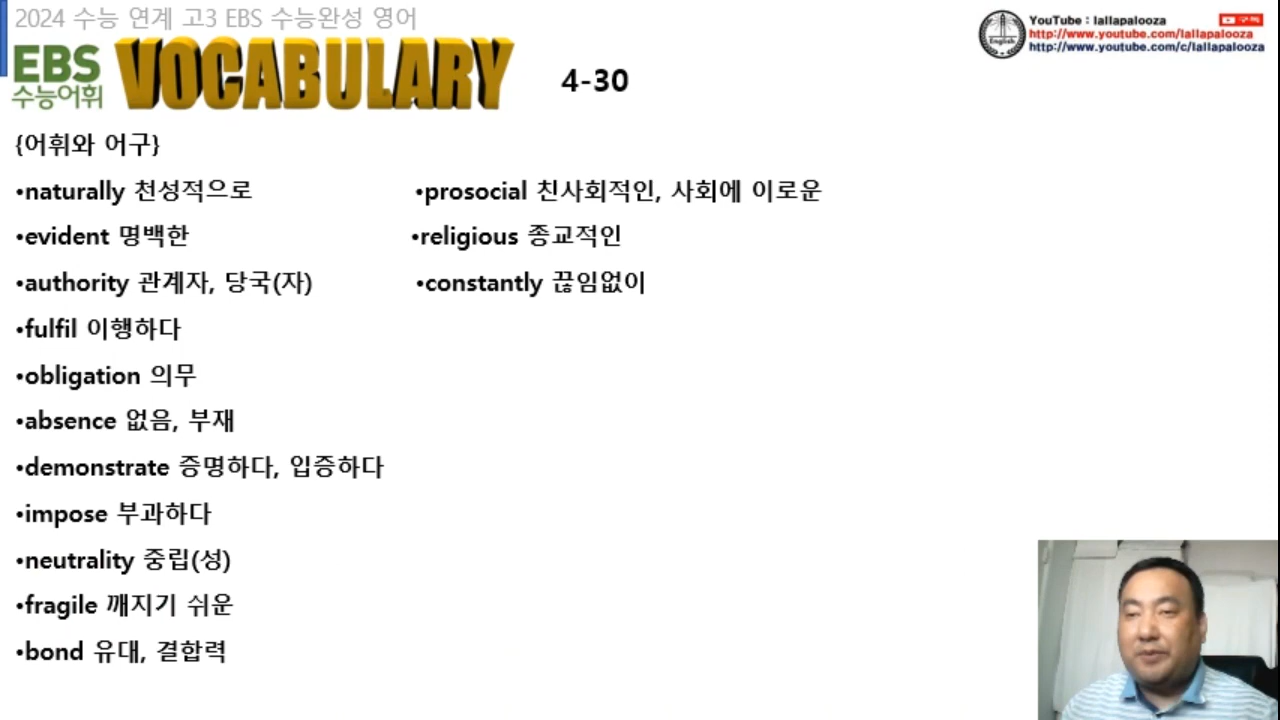 2024 수능 연계 고3 EBS 수능완성 영어
EBS
수능어휘
VOCABULARY
4-30
YouTube : lallapalooza
구독
http://www.youtube.com/lallapalooza
http://www.youtube.com/c/lallapalooza
English
{어휘와 어구}
•naturally 천성적으로
•evident 명백한
•authority 관계자, 당국(자)
•fulfil 이행하다
•obligation 의무
•absence 없음, 부재
•demonstrate 증명하다, 입증하다
•impose 부과하다
•neutrality 중립(성)
•fragile 깨지기 쉬운
•bond 유대, 결합력
•prosocial 친사회적인, 사회에 이로운
•religious 종교적인
•constantly 끊임없이